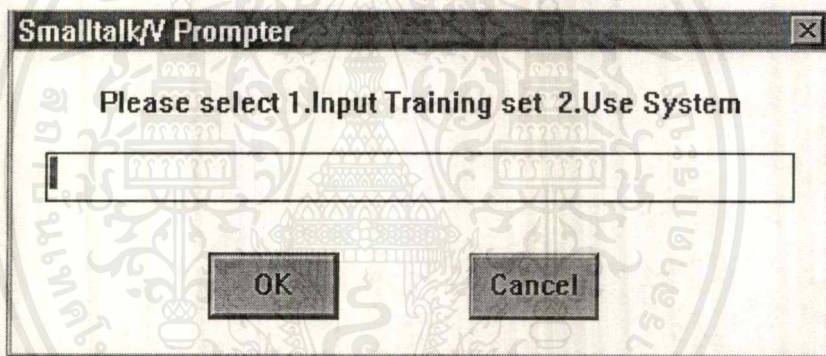 Smalltalk/V Prompter
Please select 1.Input Training set 2.Use System
OK Cancel